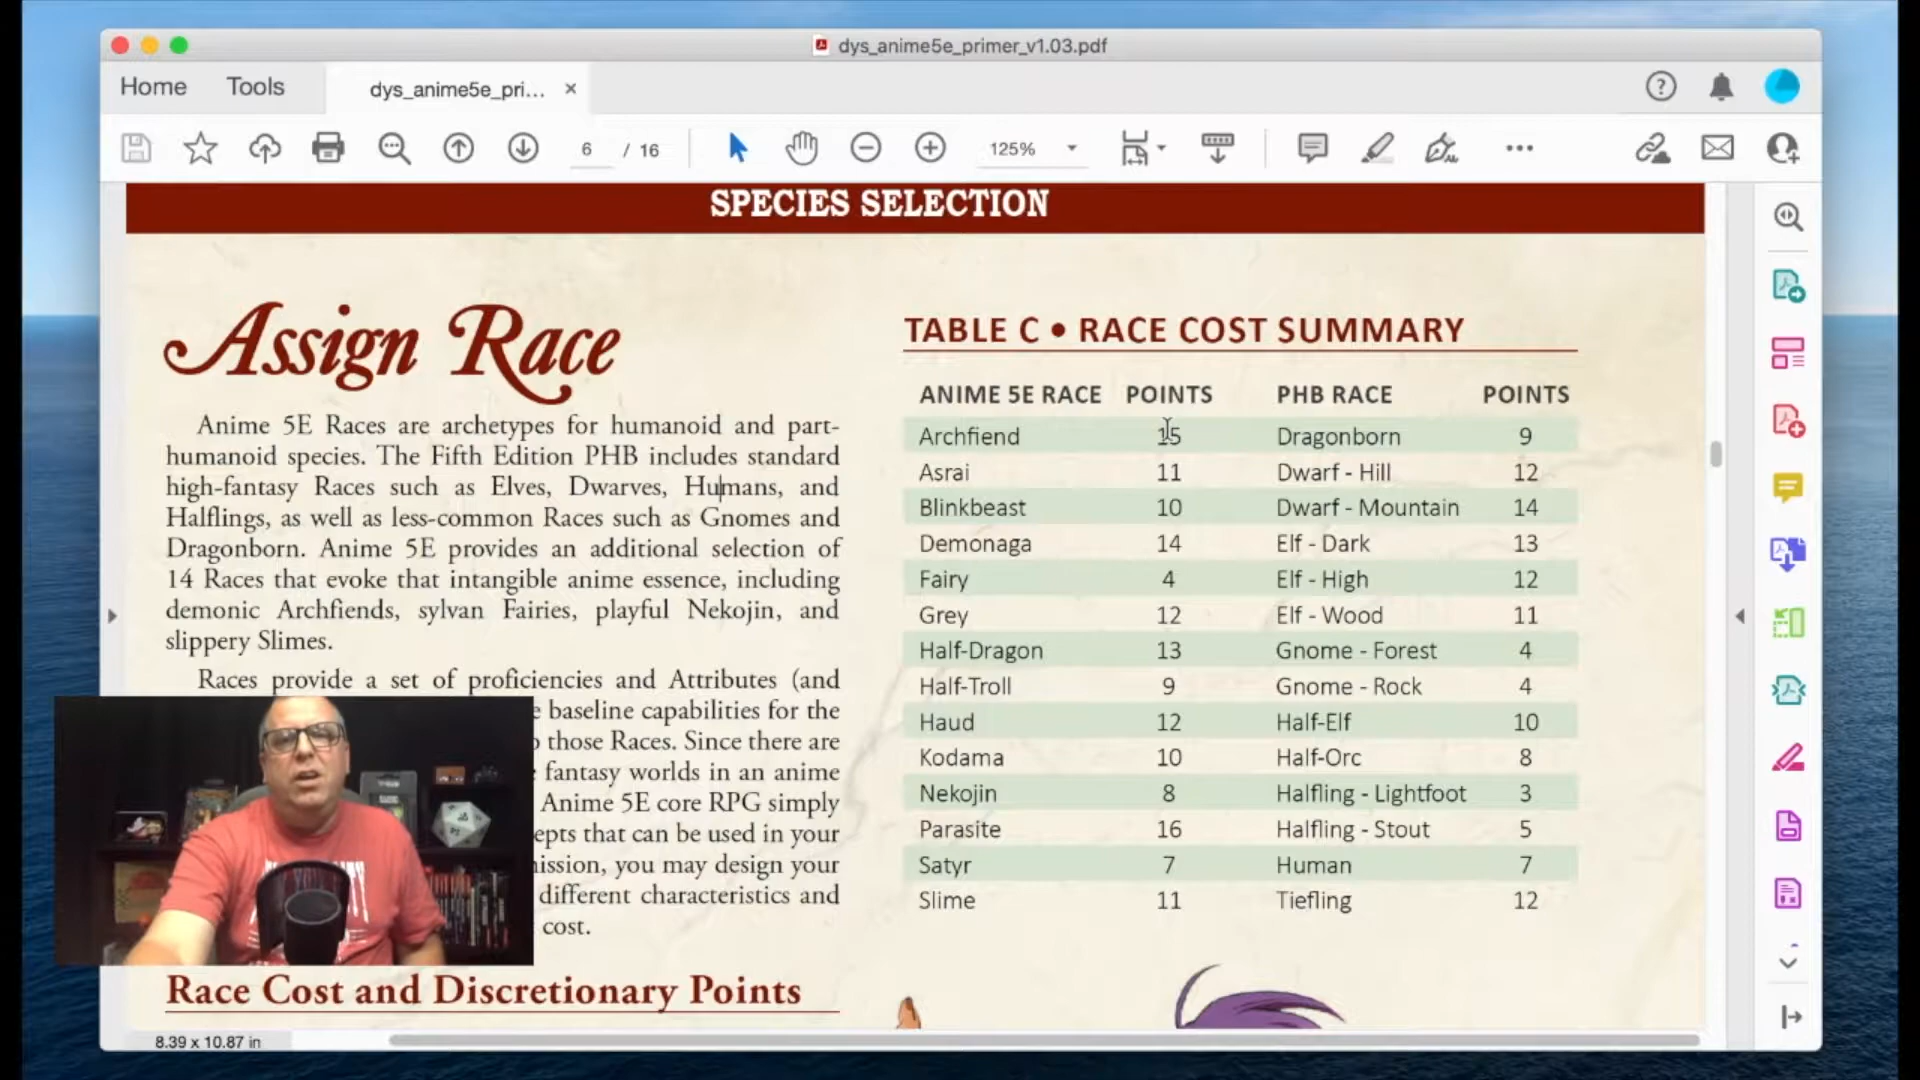 dys_anime5e_primer_v1.03.pdf
Home
Tools
dys_anime5e_pri...
6 / 16
125%
SPECIES SELECTION
Assign Race
Anime 5E Races are archetypes for humanoid and part-
humanoid species. The Fifth Edition PHB includes standard
high-fantasy Races such as Elves, Dwarves, Humans, and
Halflings, as well as less-common Races such as Gnomes and
Dragonborn. Anime 5E provides an additional selection of
14 Races that evoke that intangible anime essence, including
demonic Archfiends, sylvan Fairies, playful Nekojin, and
slippery Slimes.
Races provide a set of proficiencies and Attributes (and
baseline capabilities for the
those Races. Since there are
fantasy worlds in an anime
Anime 5E core RPG simply
epts that can be used in your
ission, you may design your
different characteristics and
cost.
Race Cost and Discretionary Points
TABLE C • RACE COST SUMMARY
ANIME 5E RACE POINTS PHB RACE POINTS
Archfiend 15 Dragonborn 9
Asrai 11 Dwarf - Hill 12
Blinkbeast 10 Dwarf - Mountain 14
Demonaga 14 Elf - Dark 13
Fairy 4 Elf - High 12
Grey 12 Elf - Wood 11
Half-Dragon 13 Gnome - Forest 4
Half-Troll 9 Gnome - Rock 4
Haud 12 Half-Elf 10
Kodama 10 Half-Orc 8
Nekojin 8 Halfling - Lightfoot 3
Parasite 16 Halfling - Stout 5
Satyr 7 Human 7
Slime 11 Tiefling 12
8.39 x 10.87 in